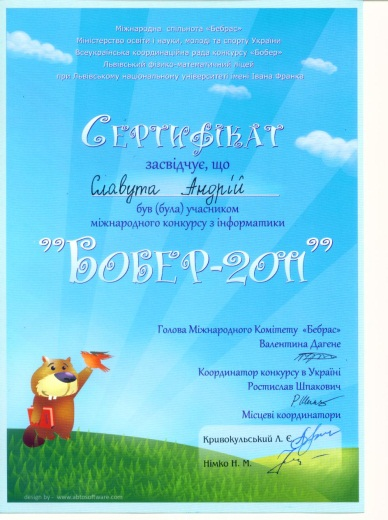 Міжнародна спільнота «Бебрас»
Міністерство освіти і науки, молоді та спорту України
Всеукраїнська координаційна рада конкурсу «Бобер»
Львівський фізико-математичний ліцей
при Львівському національному університеті імені Івана Франка
Сертифікат
засвідчує, що
Славута Андрій
був (була) учасником
міжнародного конкурсу з інформатики
"Бобер-2011"
Голова Міжнародного Комітету «Бебрас»
Валентина Дагене
Координатор конкурсу в Україні
Ростислав Шпакович
Місцеві координатори
Кривокульський Л. Є.
Німко Н. М.
design by - www.abbosoftware.com